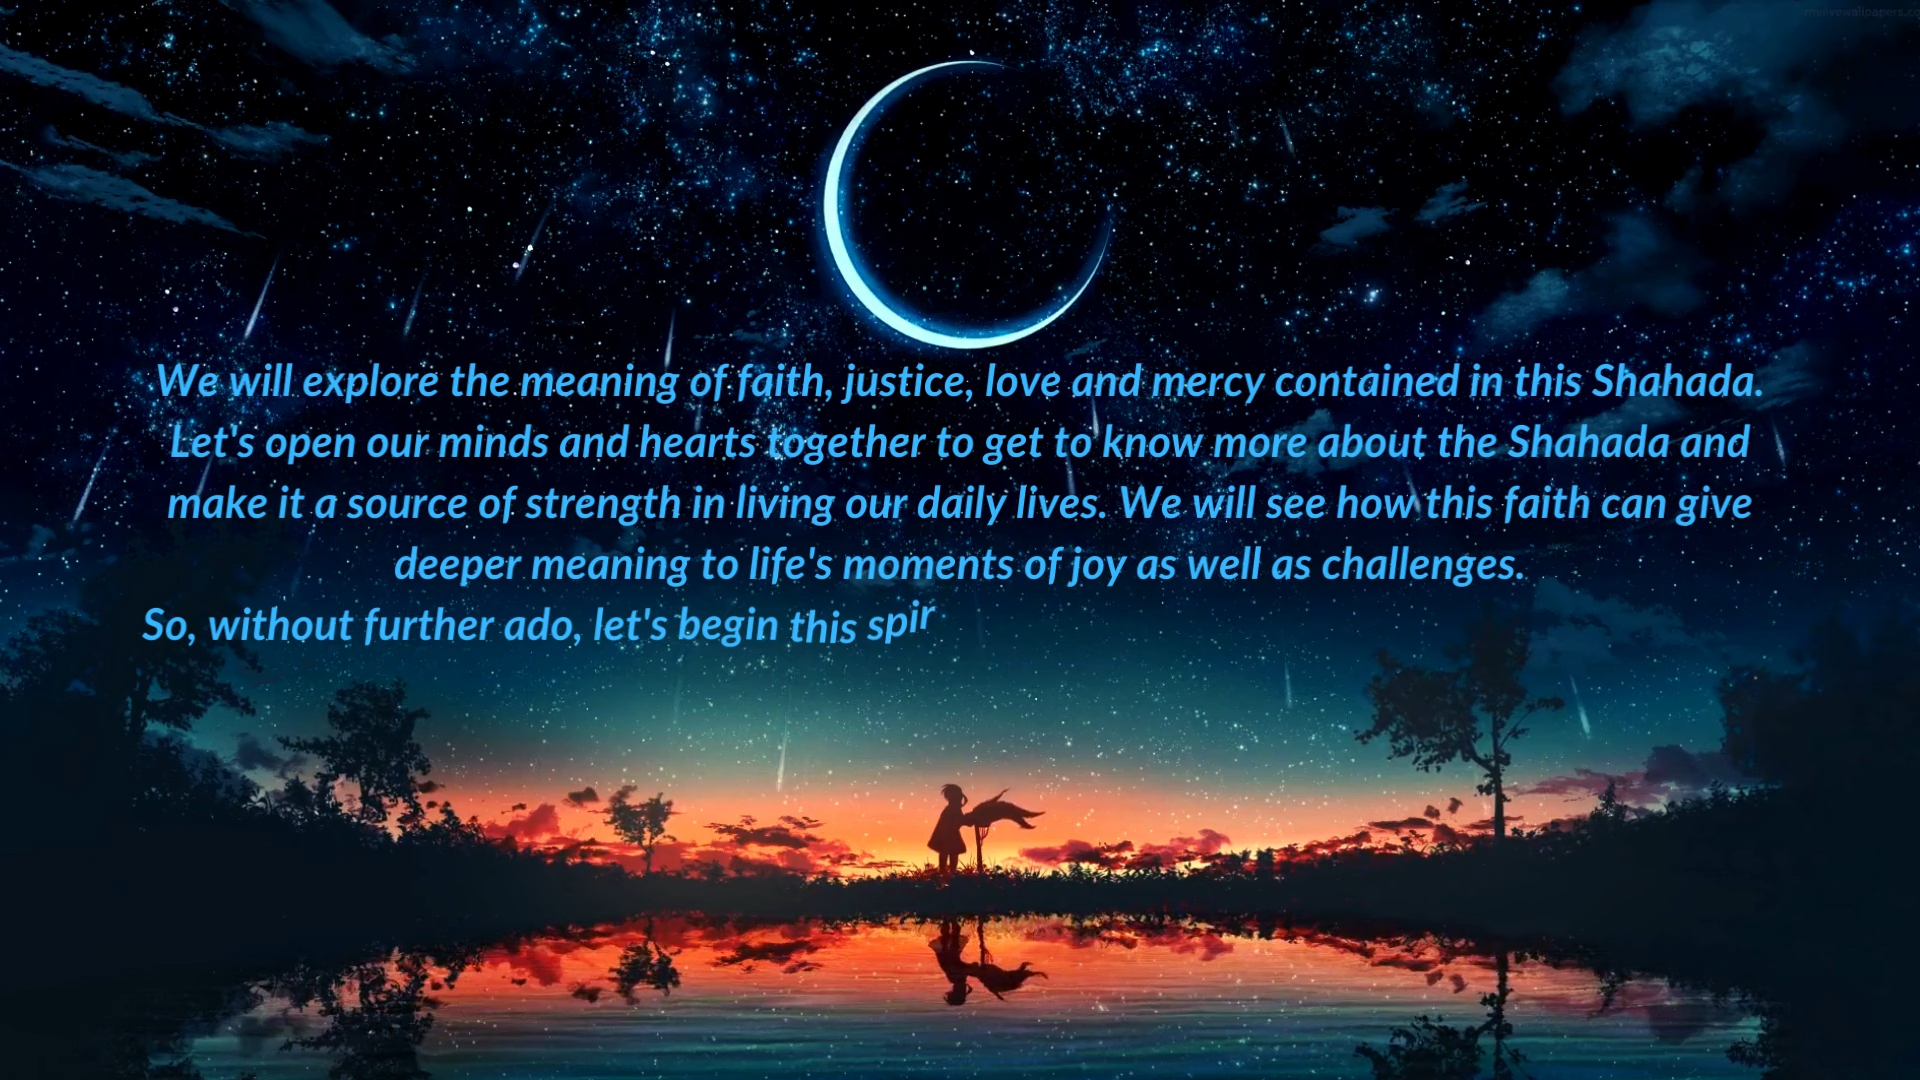 We will explore the meaning of faith, justice, love and mercy contained in this Shahada.
Let's open our minds and hearts together to get to know more about the Shahada and
make it a source of strength in living our daily lives. We will see how this faith can give
deeper meaning to life's moments of joy as well as challenges.
So, without further ado, let's begin this spir